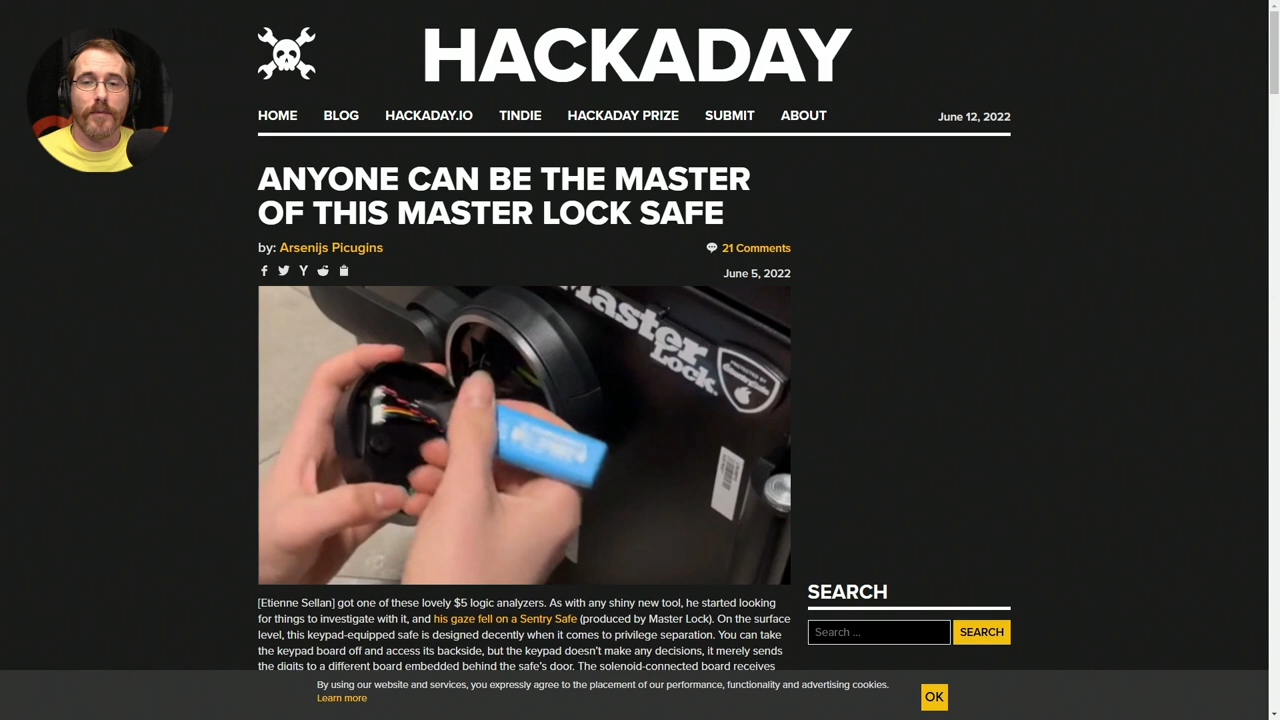 HACKADAY
HOME BLOG HACKADAY.IO TINDIE HACKADAY PRIZE SUBMIT ABOUT June 12, 2022
ANYONE CAN BE THE MASTER
OF THIS MASTER LOCK SAFE
by: Arsenijs Picugins
21 Comments
June 5, 2022
Master
Lock
[Etienne Sellan] got one of these lovely $5 logic analyzers. As with any shiny new tool, he started looking
for things to investigate with it, and his gaze fell on a Sentry Safe (produced by Master Lock). On the surface
level, this keypad-equipped safe is designed decently when it comes to privilege separation. You can take
the keypad board off and access its backside, but the keypad doesn't make any decisions, it merely sends
the digits to a different board embedded behind the safe's door. The solenoid-connected board receives
SEARCH
Search ...
SEARCH
By using our website and services, you expressly agree to the placement of our performance, functionality and advertising cookies.
Learn more
OK